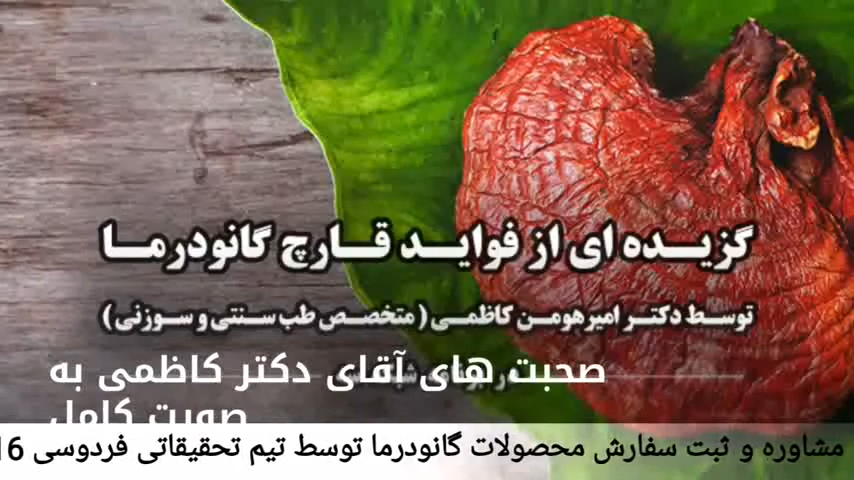 گزیده ای از فواید قارچ گانودرما
توسط دکتر امیرهومن کاظمی ( متخصص طب سنتی و سوزنی )
صحبت های آقای دکتر کاظمی به
صورت کامل
مشاوره و ثبت سفارش محصولات گانودرما توسط تیم تحقیقاتی فردوسی 16